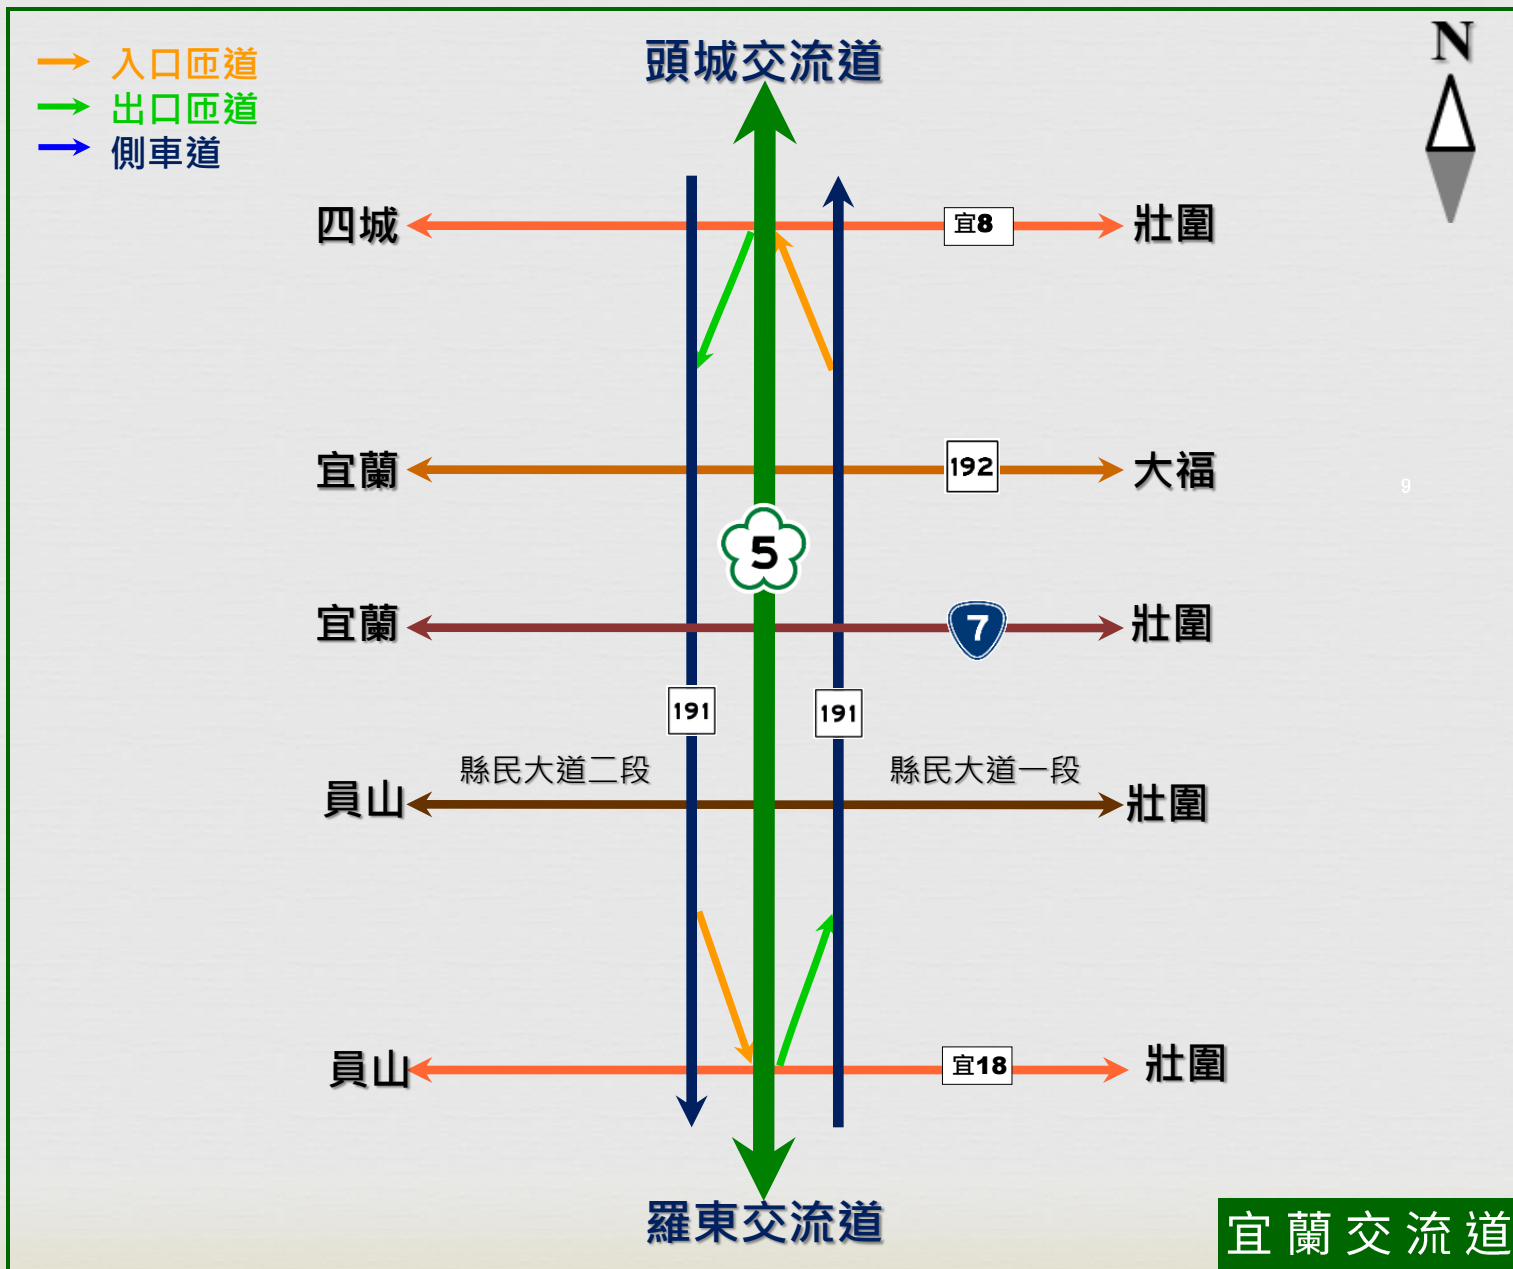 頭城交流道
N
入口匝道
出口匝道
側車道
四城
宜8
壯圍
宜蘭
192
大福
9
5
宜蘭
7
壯圍
191
191
縣民大道二段
縣民大道一段
員山
壯圍
員山
宜18
壯圍
羅東交流道
宜蘭交流道